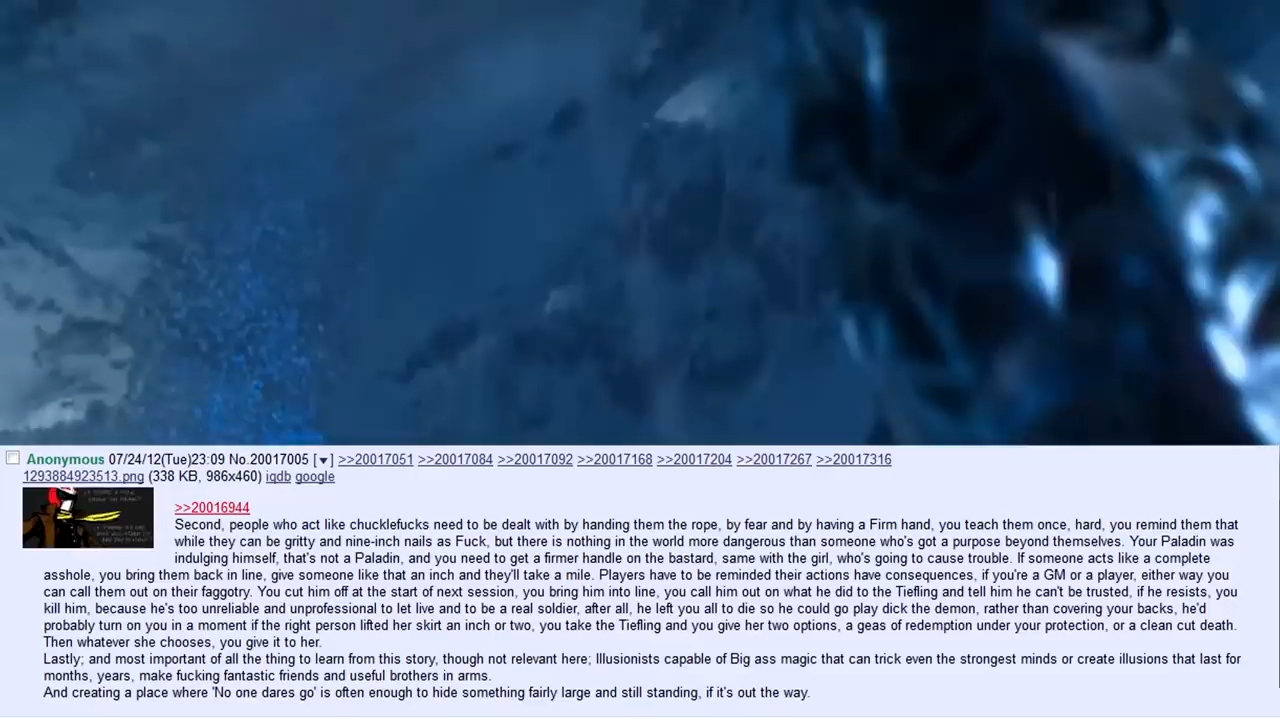 Anonymous 07/24/12(Tue)23:09 No.20017005 [▼] >>20017051 >>20017084 >>20017092 >>20017168 >>20017204 >>20017267 >>20017316
1293884923513.png (338 KB, 986x460) iqdb google
>>20016944
Second, people who act like chucklefucks need to be dealt with by handing them the rope, by fear and by having a Firm hand, you teach them once, hard, you remind them that
while they can be gritty and nine-inch nails as Fuck, but there is nothing in the world more dangerous than someone who's got a purpose beyond themselves. Your Paladin was
indulging himself, that's not a Paladin, and you need to get a firmer handle on the bastard, same with the girl, who's going to cause trouble. If someone acts like a complete
asshole, you bring them back in line, give someone like that an inch and they'll take a mile. Players have to be reminded their actions have consequences, if you're a GM or a player, either way you
can call them out on their faggotry. You cut him off at the start of next session, you bring him into line, you call him out on what he did to the Tiefling and tell him he can't be trusted, if he resists, you
kill him, because he's too unreliable and unprofessional to let live and to be a real soldier, after all, he left you all to die so he could go play dick the demon, rather than covering your backs, he'd
probably turn on you in a moment if the right person lifted her skirt an inch or two, you take the Tiefling and you give her two options, a geas of redemption under your protection, or a clean cut death.
Then whatever she chooses, you give it to her.
Lastly; and most important of all the thing to learn from this story, though not relevant here; Illusionists capable of Big ass magic that can trick even the strongest minds or create illusions that last for
months, years, make fucking fantastic friends and useful brothers in arms.
And creating a place where 'No one dares go' is often enough to hide something fairly large and still standing, if it's out the way.